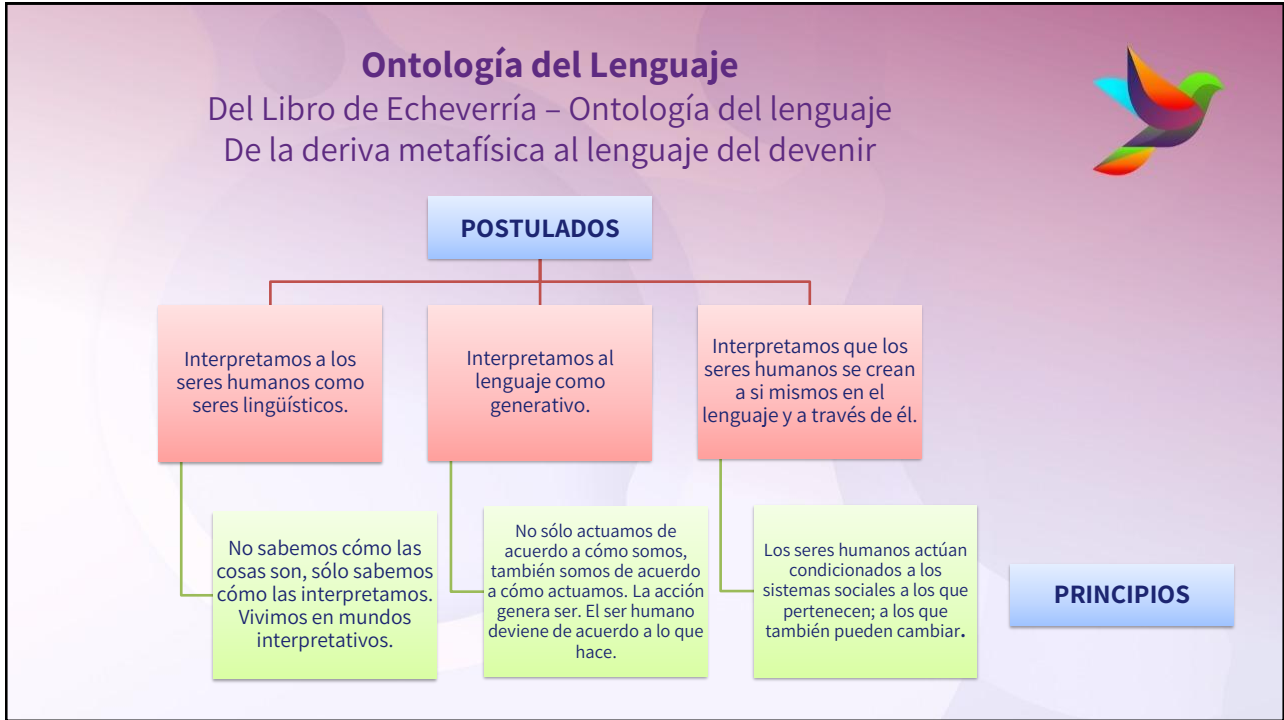 Ontología del Lenguaje
Del Libro de Echeverría – Ontología del lenguaje
De la deriva metafísica al lenguaje del devenir
POSTULADOS
Interpretamos a los
seres humanos como
seres lingüísticos.
Interpretamos al
lenguaje como
generativo.
Interpretamos que los
seres humanos se crean
a si mismos en el
lenguaje y a través de él.
No sabemos cómo las
cosas son, sólo sabemos
cómo las interpretamos.
Vivimos en mundos
interpretativos.
No sólo actuamos de
acuerdo a cómo somos,
también somos de acuerdo
a cómo actuamos. La acción
genera ser. El ser humano
deviene de acuerdo a lo que
hace.
Los seres humanos actúan
condicionados a los
sistemas sociales a los que
pertenecen; a los que
también pueden cambiar.
PRINCIPIOS